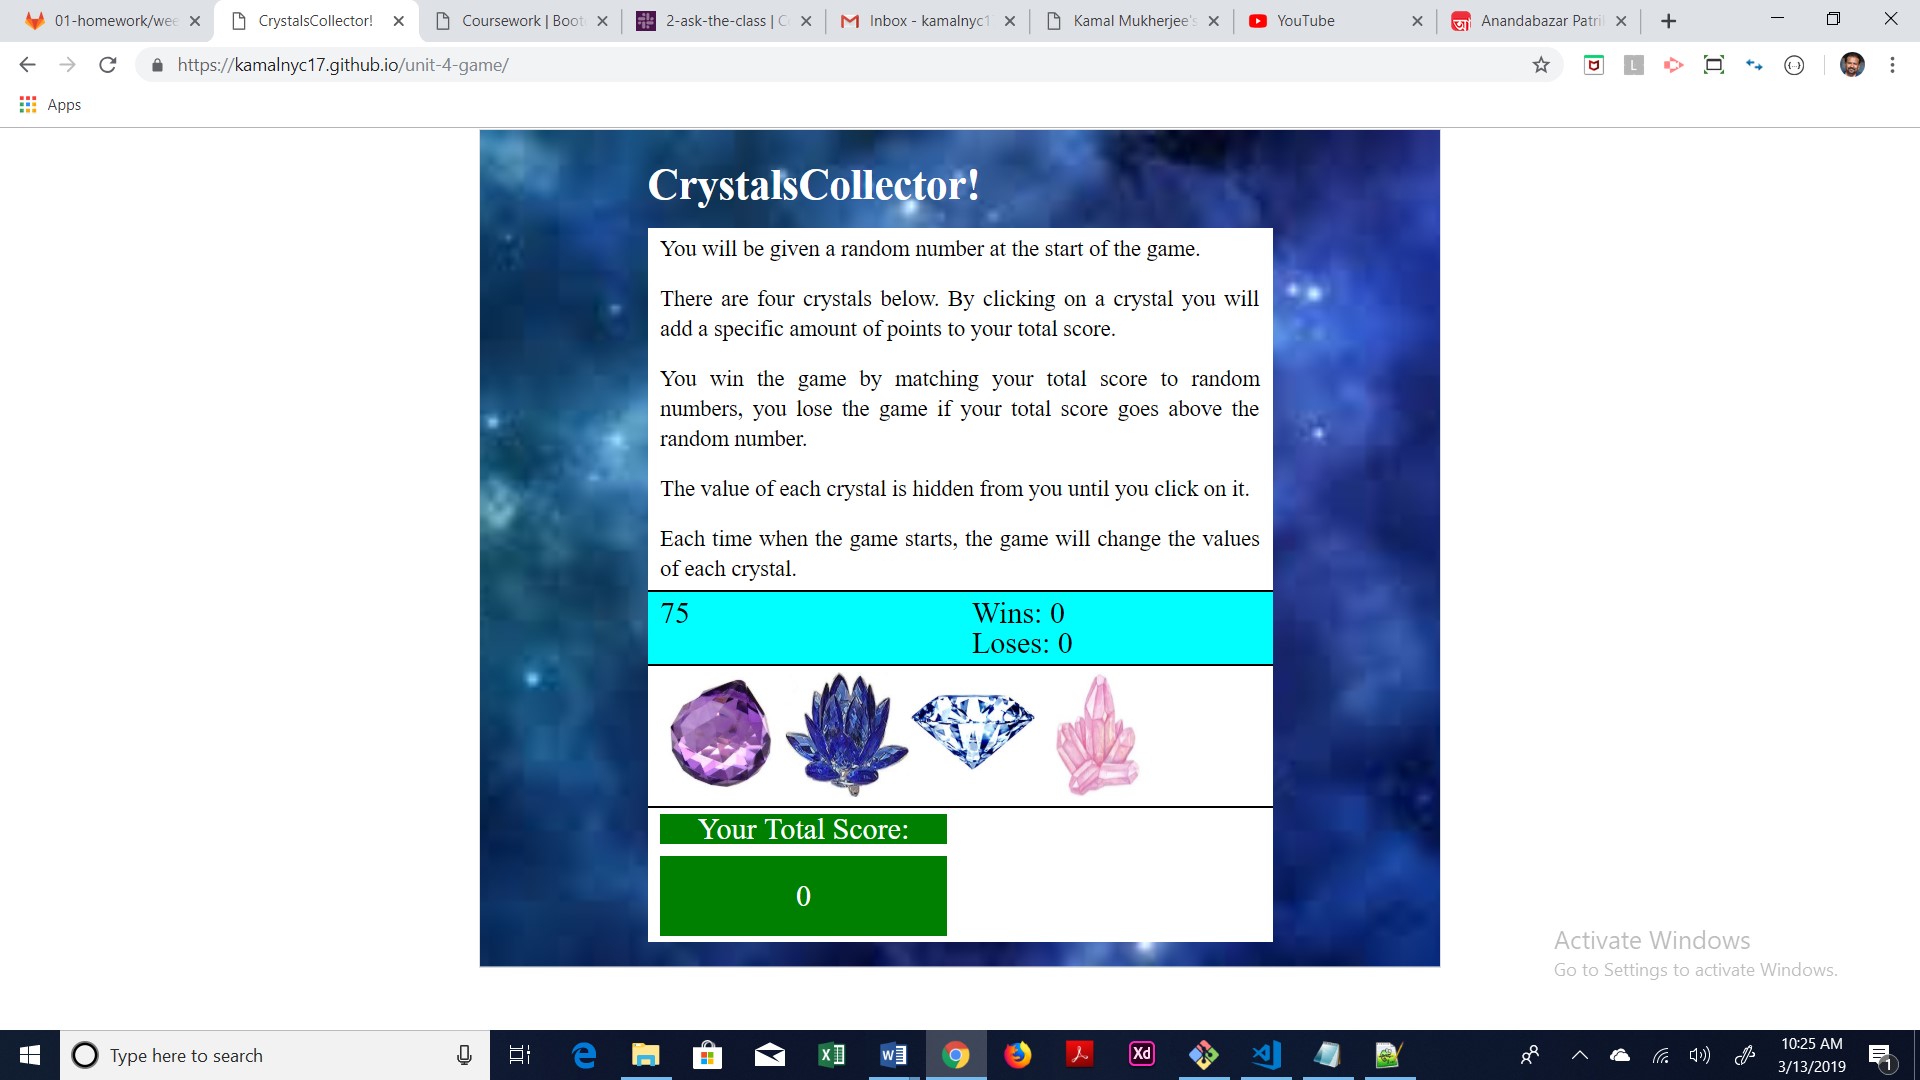 01-homework/wee
CrystalsCollector!
Coursework | Boot
2-ask-the-class | C
Inbox - kamalnyc1
Kamal Mukherjee's
YouTube
Anandabazar Patri
https://kamalnyc17.github.io/unit-4-game/
L
Apps
CrystalsCollector!
You will be given a random number at the start of the game.
There are four crystals below. By clicking on a crystal you will
add a specific amount of points to your total score.
You win the game by matching your total score to random
numbers, you lose the game if your total score goes above the
random number.
The value of each crystal is hidden from you until you click on it.
Each time when the game starts, the game will change the values
of each crystal.
75
Wins: 0
Loses: 0
Your Total Score:
0
Activate Windows
Go to Settings to activate Windows.
Type here to search
Xd
10:25 AM
3/13/2019
1